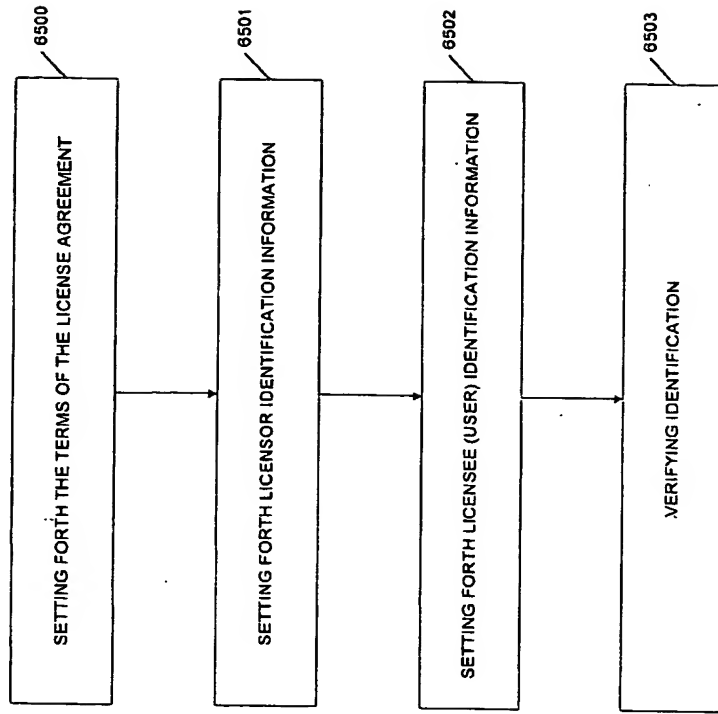 6500
SETTING FORTH THE TERMS OF THE LICENSE AGREEMENT
6501
SETTING FORTH LICENSOR IDENTIFICATION INFORMATION
6502
SETTING FORTH LICENSEE (USER) IDENTIFICATION INFORMATION
6503
VERIFYING IDENTIFICATION